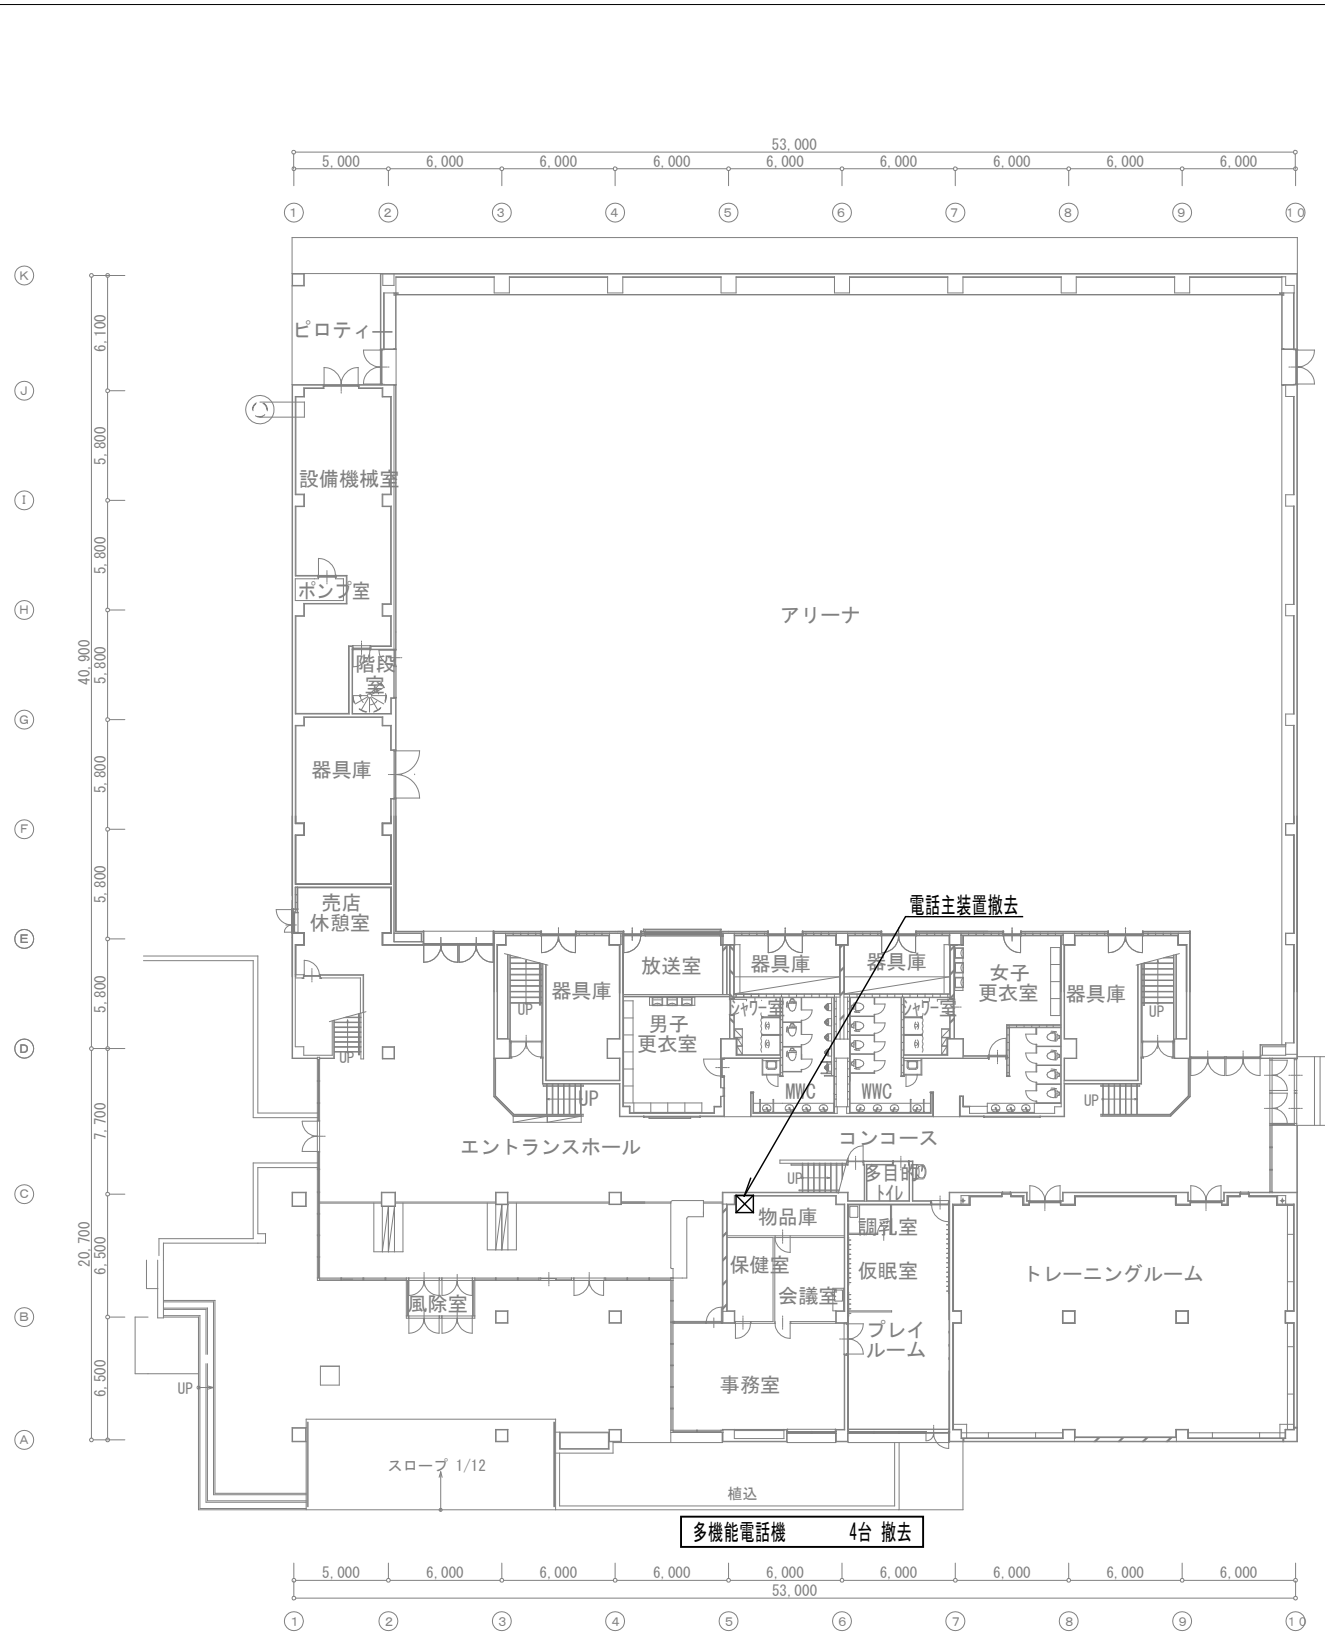 53,000
5,000 6,000 6,000 6,000 6,000 6,000 6,000 6,000 6,000
① ② ③ ④ ⑤ ⑥ ⑦ ⑧ ⑨ ⑩
Ⓚ
6,100
ピロティー
Ⓙ
5,800
設備機械室
Ⓘ
5,800
ポンプ室
Ⓗ
アリーナ
40,900
5,800
階段
室
Ⓖ
5,800
器具庫
Ⓕ
5,800
売店
休憩室
電話主装置撤去
Ⓔ
放送室
器具庫
器具庫
女子
更衣室
5,800
器具庫
器具庫
UP
シャワー室
シャワー室
UP
男子
更衣室
Ⓓ
UP
MWC
WWC
UP
UP
7,700
エントランスホール
コンコース
UP
多目的
トイレ
Ⓒ
物品庫
調乳室
20,700
6,500
保健室
仮眠室
トレーニングルーム
会議室
風除室
Ⓑ
プレイ
ルーム
6,500
UP
事務室
Ⓐ
スロープ 1/12
植込
多機能電話機 4台 撤去
5,000 6,000 6,000 6,000 6,000 6,000 6,000 6,000 6,000
53,000
① ② ③ ④ ⑤ ⑥ ⑦ ⑧ ⑨ ⑩